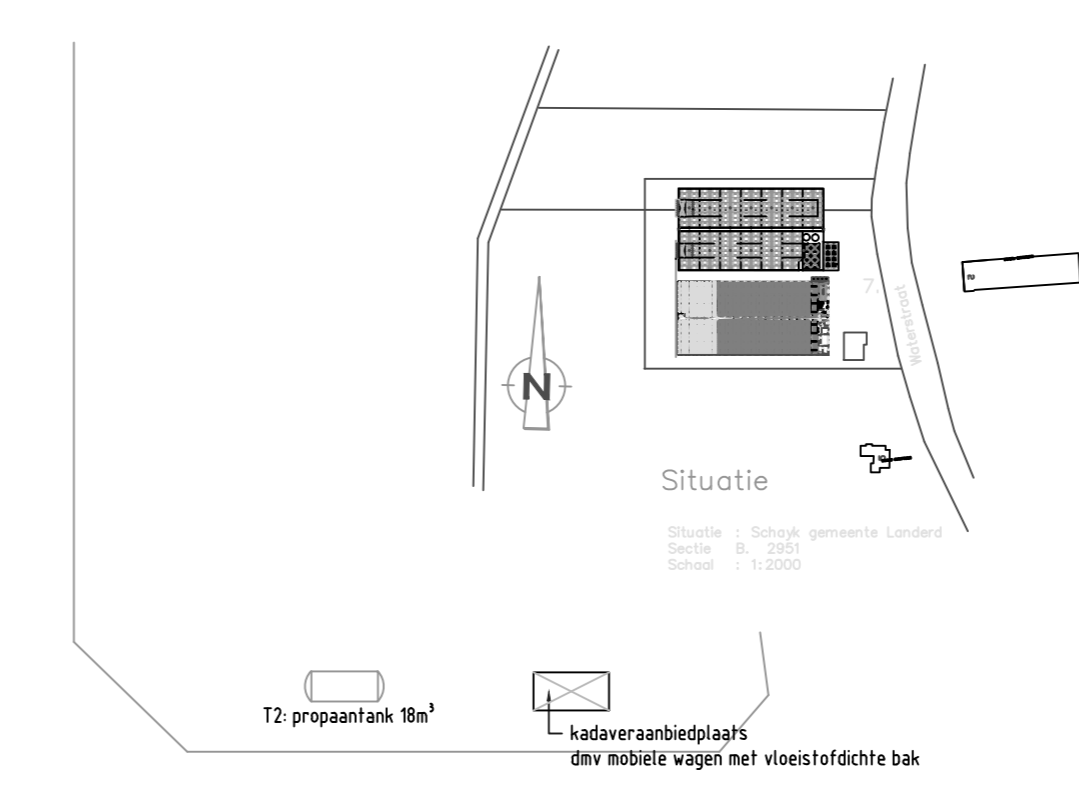 7.
Waterstraat
N
Situatie
Situatie : Schayk gemeente Landerd
Sectie B. 2951
Schaal : 1:2000
T2: propaantank 18m³
kadaveraanbiedplaats
dmv mobiele wagen met vloeistofdichte bak